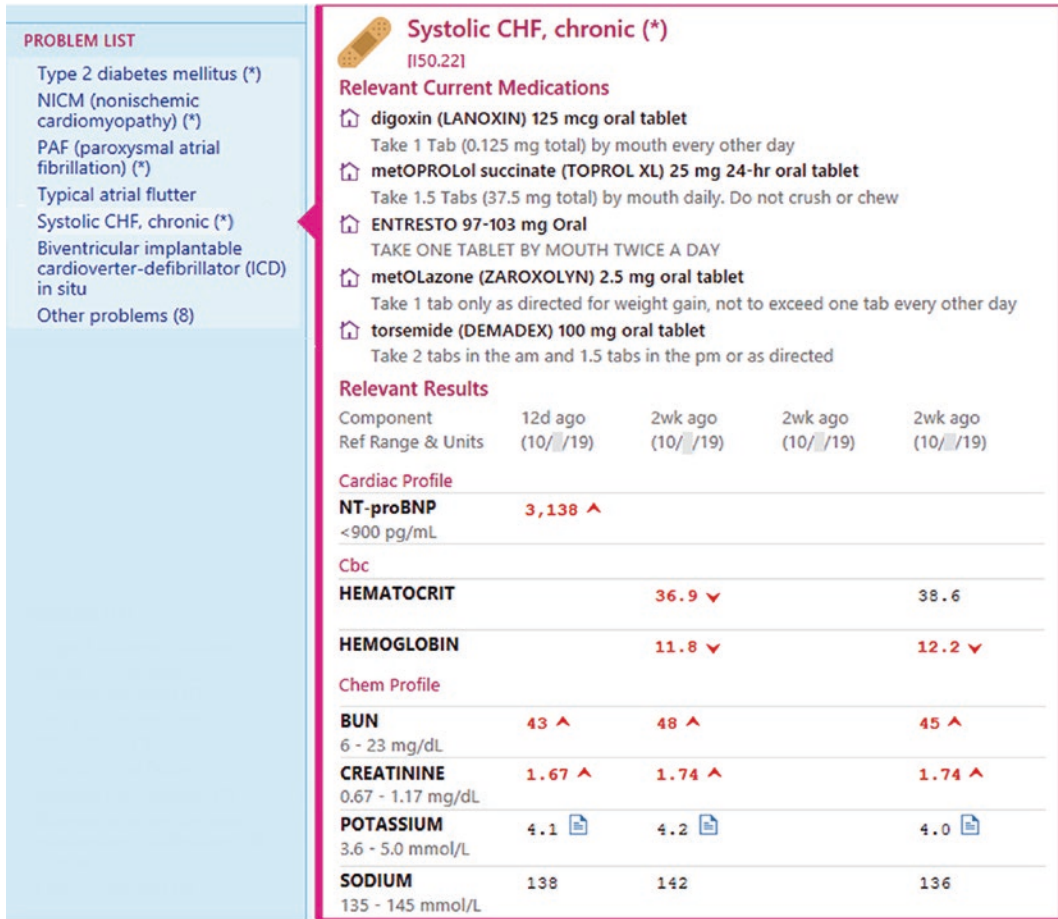 PROBLEM LIST
Type 2 diabetes mellitus (*)
NICM (nonischemic
cardiomyopathy) (*)
PAF (paroxysmal atrial
fibrillation) (*)
Typical atrial flutter
Systolic CHF, chronic (*)
Biventricular implantable
cardioverter-defibrillator (ICD)
in situ
Other problems (8)
Systolic CHF, chronic (*)
[I50.22]
Relevant Current Medications
digoxin (LANOXIN) 125 mcg oral tablet
Take 1 Tab (0.125 mg total) by mouth every other day
metOPROLol succinate (TOPROL XL) 25 mg 24-hr oral tablet
Take 1.5 Tabs (37.5 mg total) by mouth daily. Do not crush or chew
ENTRESTO 97-103 mg Oral
TAKE ONE TABLET BY MOUTH TWICE A DAY
metOLazone (ZAROXOLYN) 2.5 mg oral tablet
Take 1 tab only as directed for weight gain, not to exceed one tab every other day
torsemide (DEMADEX) 100 mg oral tablet
Take 2 tabs in the am and 1.5 tabs in the pm or as directed
Relevant Results
Component 12d ago 2wk ago 2wk ago 2wk ago
Ref Range & Units (10/ /19) (10/ /19) (10/ /19) (10/ /19)
Cardiac Profile
NT-proBNP 3,138
<900 pg/mL
Cbc
HEMATOCRIT 36.9 38.6
HEMOGLOBIN 11.8 12.2
Chem Profile
BUN 43 48 45
6 - 23 mg/dL
CREATININE 1.67 1.74 1.74
0.67 - 1.17 mg/dL
POTASSIUM 4.1 4.2 4.0
3.6 - 5.0 mmol/L
SODIUM 138 142 136
135 - 145 mmol/L